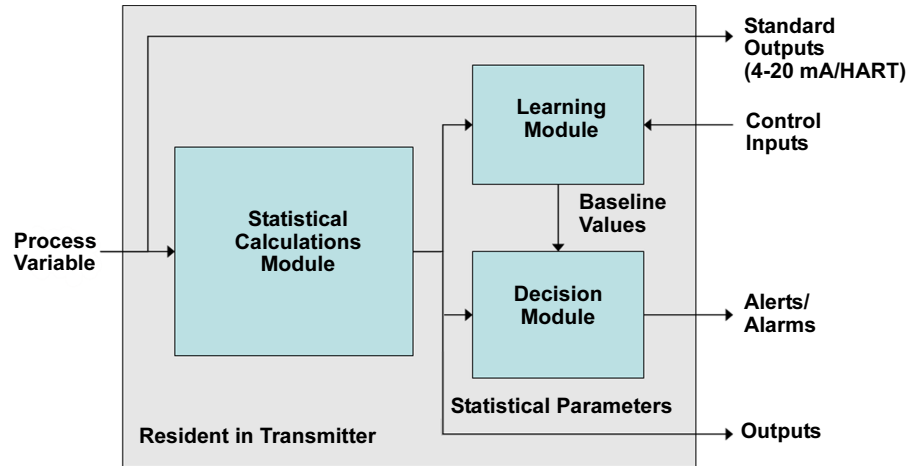 Standard
Outputs
(4-20 mA/HART)
Learning
Module
Control
Inputs
Baseline
Values
Statistical
Calculations
Module
Process
Variable
Decision
Module
Alerts/
Alarms
Statistical Parameters
Resident in Transmitter
Outputs